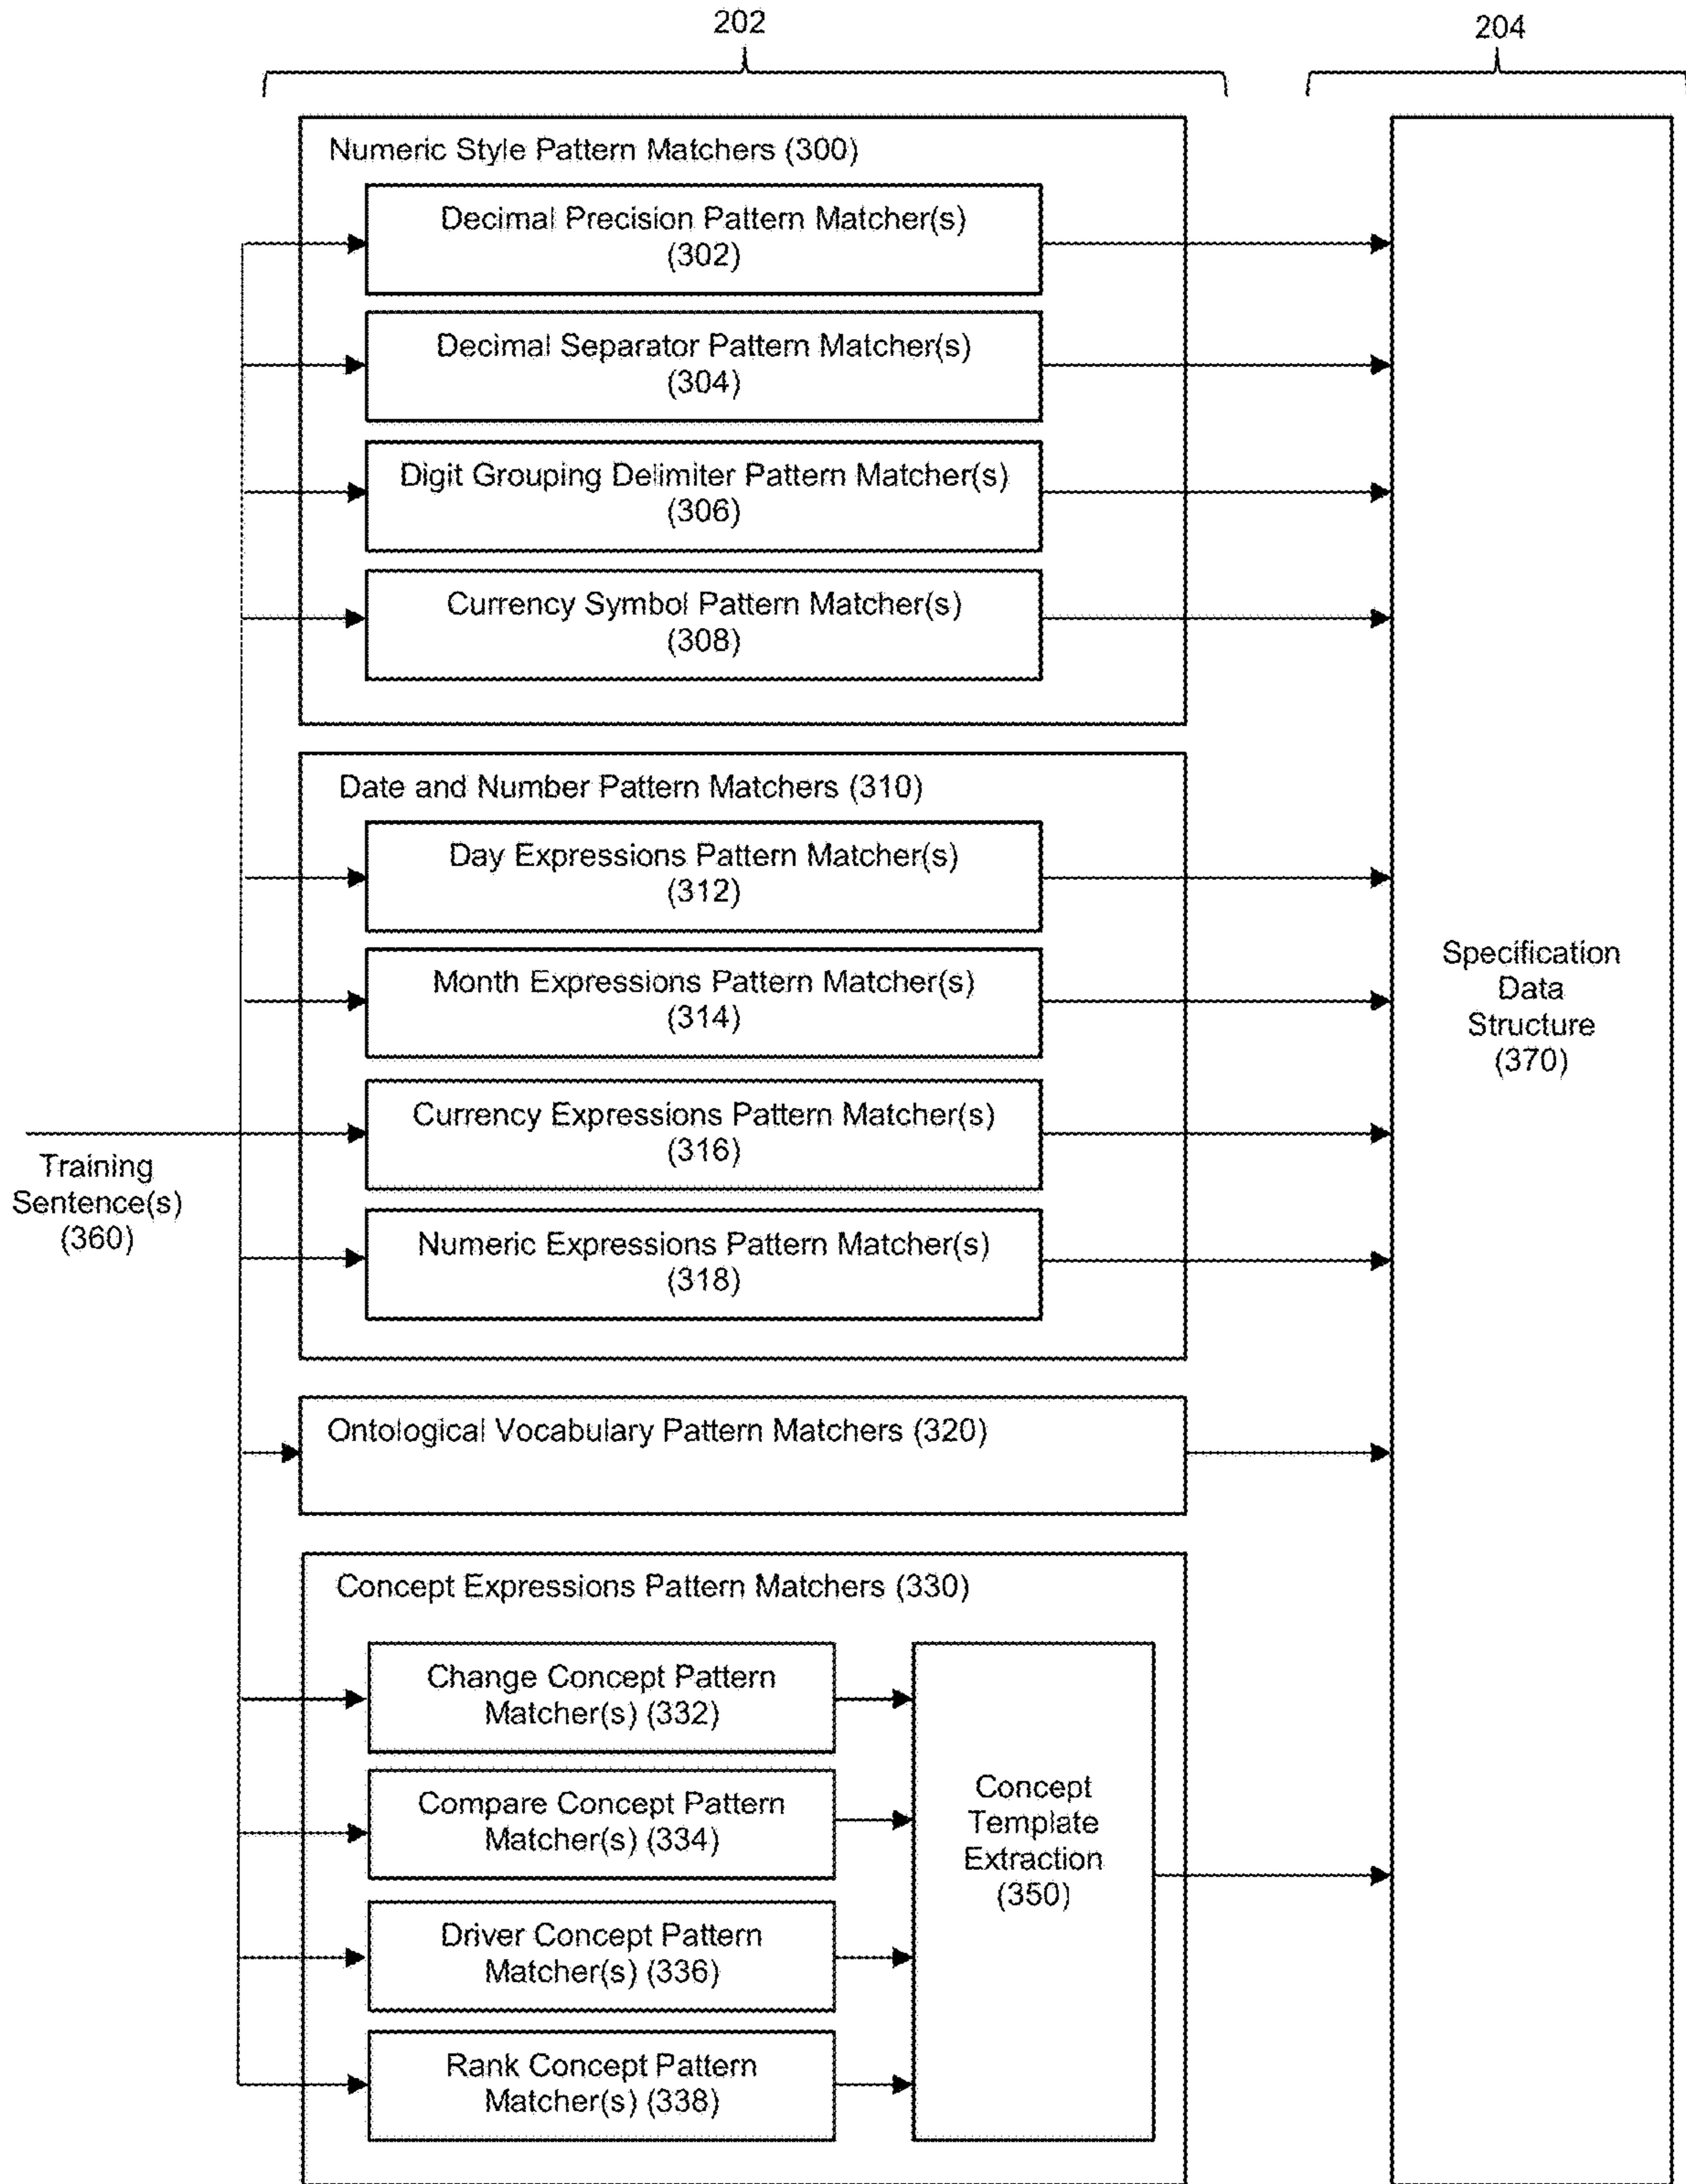 202
204
Numeric Style Pattern Matchers (300)
Decimal Precision Pattern Matcher(s)
(302)
Decimal Separator Pattern Matcher(s)
(304)
Digit Grouping Delimiter Pattern Matcher(s)
(306)
Currency Symbol Pattern Matcher(s)
(308)
Date and Number Pattern Matchers (310)
Day Expressions Pattern Matcher(s)
(312)
Month Expressions Pattern Matcher(s)
(314)
Currency Expressions Pattern Matcher(s)
(316)
Numeric Expressions Pattern Matcher(s)
(318)
Training
Sentence(s)
(360)
Specification
Data
Structure
(370)
Ontological Vocabulary Pattern Matchers (320)
Concept Expressions Pattern Matchers (330)
Change Concept Pattern
Matcher(s) (332)
Compare Concept Pattern
Matcher(s) (334)
Driver Concept Pattern
Matcher(s) (336)
Rank Concept Pattern
Matcher(s) (338)
Concept
Template
Extraction
(350)